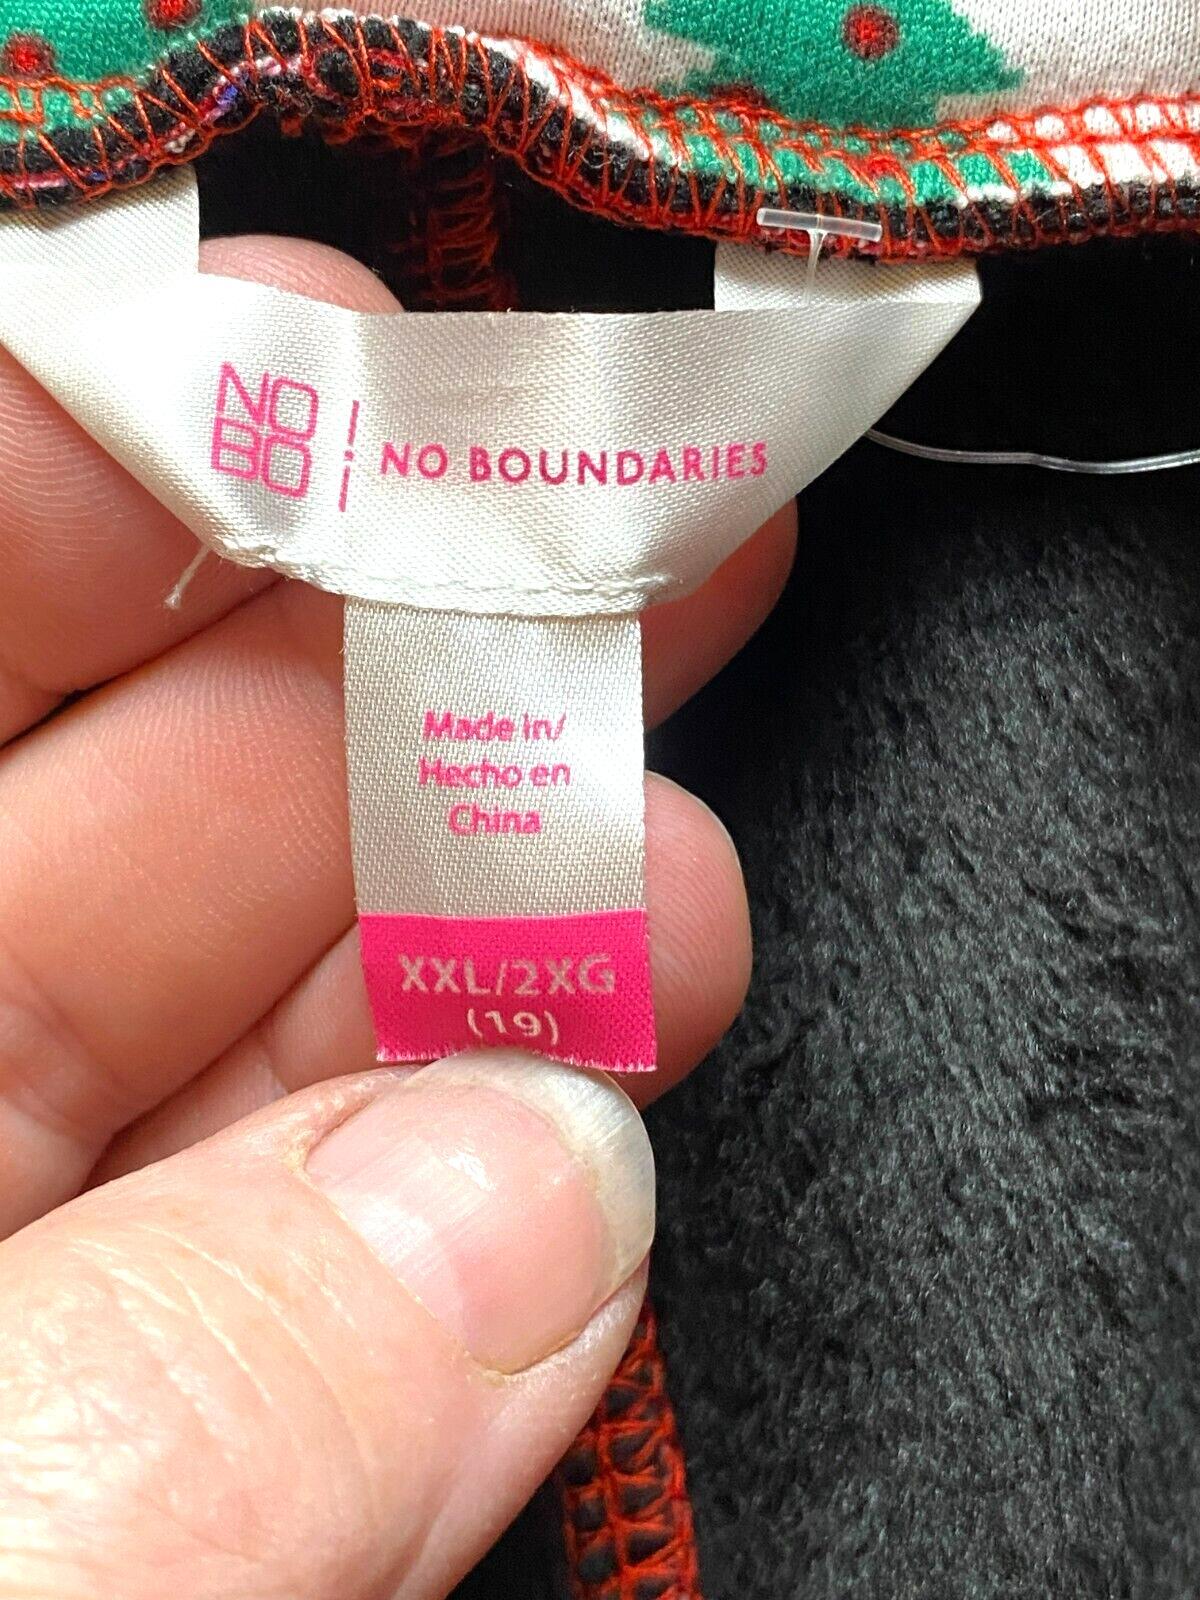 NO
BO
NO BOUNDARIES
Made in/
Hecho en
China
XXL/2XG
(19)